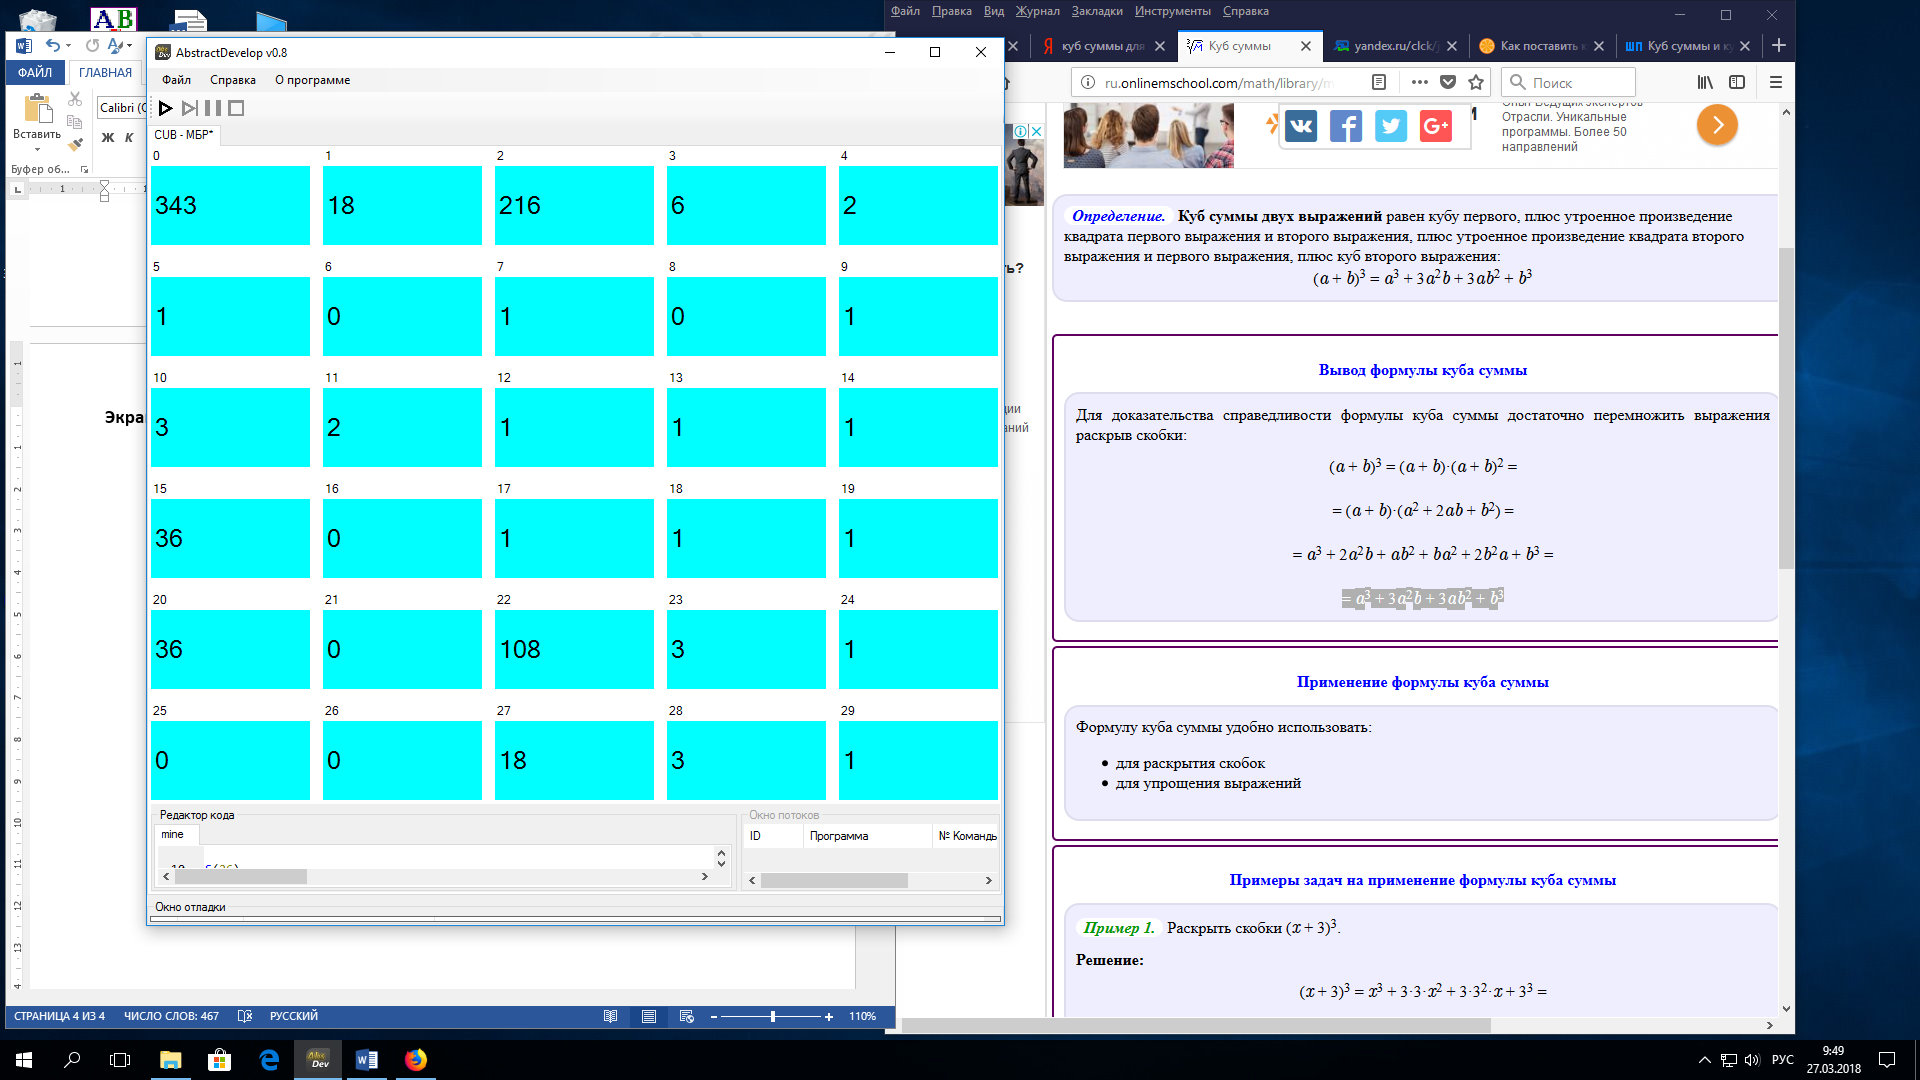 AB
ФАЙЛ
ГЛАВНАЯ
Calibri (О
Вставить
Ж К
Буфер об...
Экра
СТРАНИЦА 4 ИЗ 4 ЧИСЛО СЛОВ: 467 РУССКИЙ 110%
AbstractDevelop v0.8
Файл Справка О программе
CUB - МБР*
0 1 2 3 4
343 18 216 6 2
5 6 7 8 9
1 0 1 0 1
10 11 12 13 14
3 2 1 1 1
15 16 17 18 19
36 0 1 1 1
20 21 22 23 24
36 0 108 3 1
25 26 27 28 29
0 0 18 3 1
Редактор кода
mine
Окно потоков
ID Программа № Команды
Окно отладки
Файл Правка Вид Журнал Закладки Инструменты Справка
куб суммы для
Куб суммы
yandex.ru/clck/j
Как поставить к
Куб суммы и ку
ru.onlinemschool.com/math/library/m
Поиск
Отрасли. Уникальные
программы. Более 50
направлений
Определение. Куб суммы двух выражений равен кубу первого, плюс утроенное произведение
квадрата первого выражения и второго выражения, плюс утроенное произведение квадрата второго
выражения и первого выражения, плюс куб второго выражения:
(a + b)³ = a³ + 3a²b + 3ab² + b³
Вывод формулы куба суммы
Для доказательства справедливости формулы куба суммы достаточно перемножить выражения
раскрыв скобки:
(a + b)³ = (a + b)·(a + b)² =
= (a + b)·(a² + 2ab + b²) =
= a³ + 2a²b + ab² + ba² + 2b²a + b³ =
= a³ + 3a²b + 3ab² + b³
Применение формулы куба суммы
Формулу куба суммы удобно использовать:
• для раскрытия скобок
• для упрощения выражений
Примеры задач на применение формулы куба суммы
Пример 1. Раскрыть скобки (x + 3)³.
Решение:
(x + 3)³ = x³ + 3·3·x² + 3·3²·x + 3³ =
РУС
9:49
27.03.2018